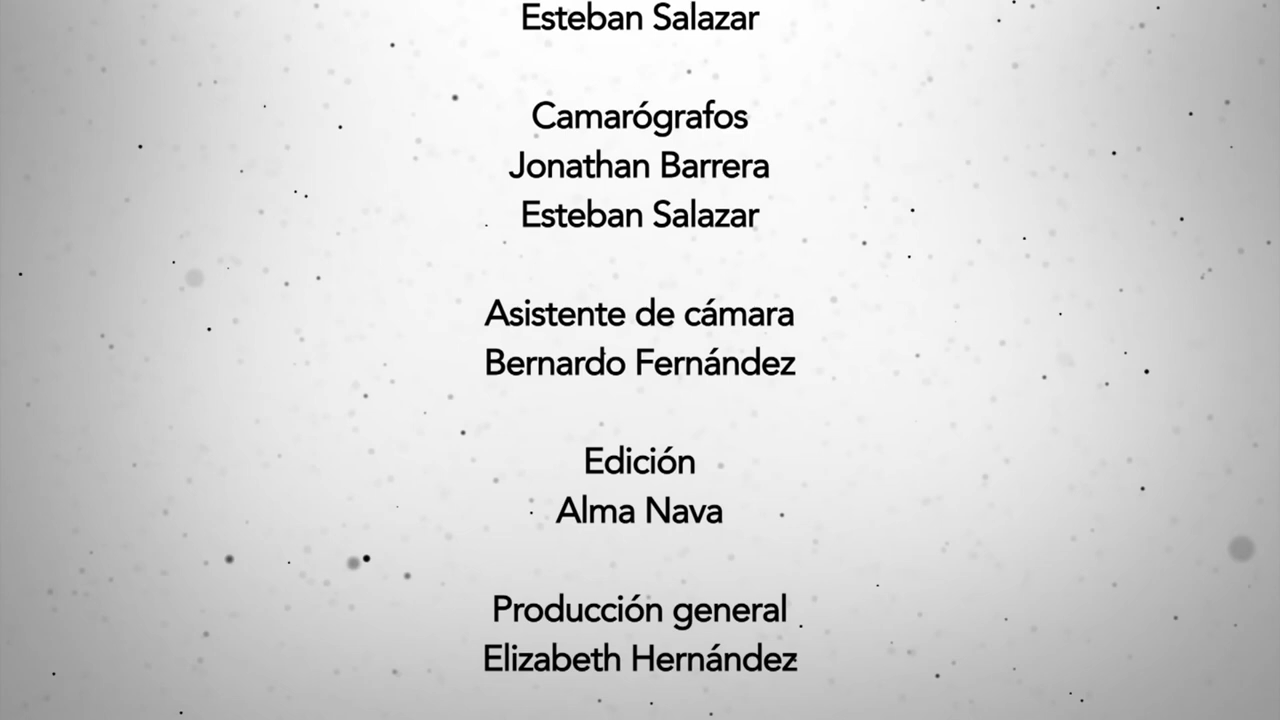 Esteban Salazar
Camarógrafos
Jonathan Barrera
Esteban Salazar
Asistente de cámara
Bernardo Fernández
Edición
Alma Nava
Producción general
Elizabeth Hernández